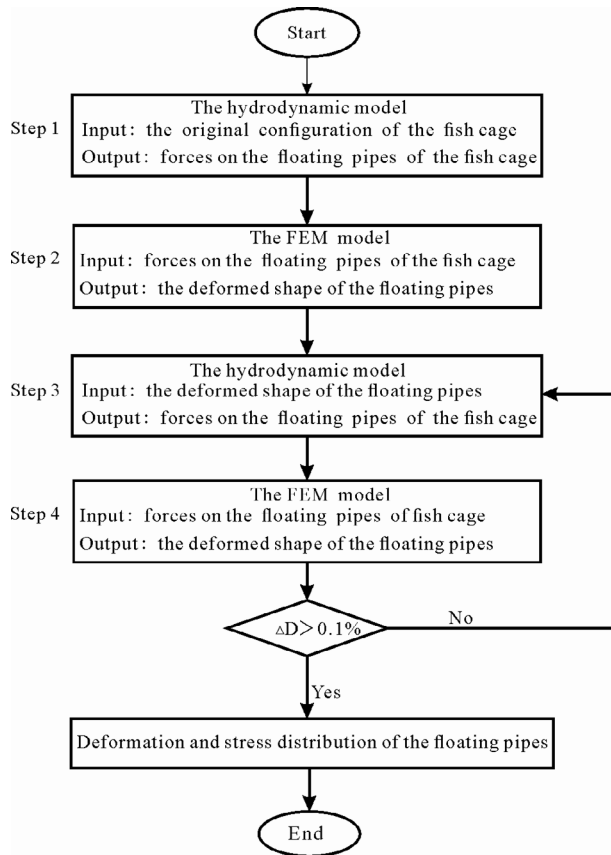 Start
The hydrodynamic model
Step 1
Input: the original configuration of the fish cage
Output: forces on the floating pipes of the fish cage
The FEM model
Step 2
Input: forces on the floating pipes of the fish cage
Output: the deformed shape of the floating pipes
The hydrodynamic model
Step 3
Input: the deformed shape of the floating pipes
Output: forces on the floating pipes of the fish cage
The FEM model
Step 4
Input: forces on the floating pipes of fish cage
Output: the deformed shape of the floating pipes
△D>0.1%
No
Yes
Deformation and stress distribution of the floating pipes
End